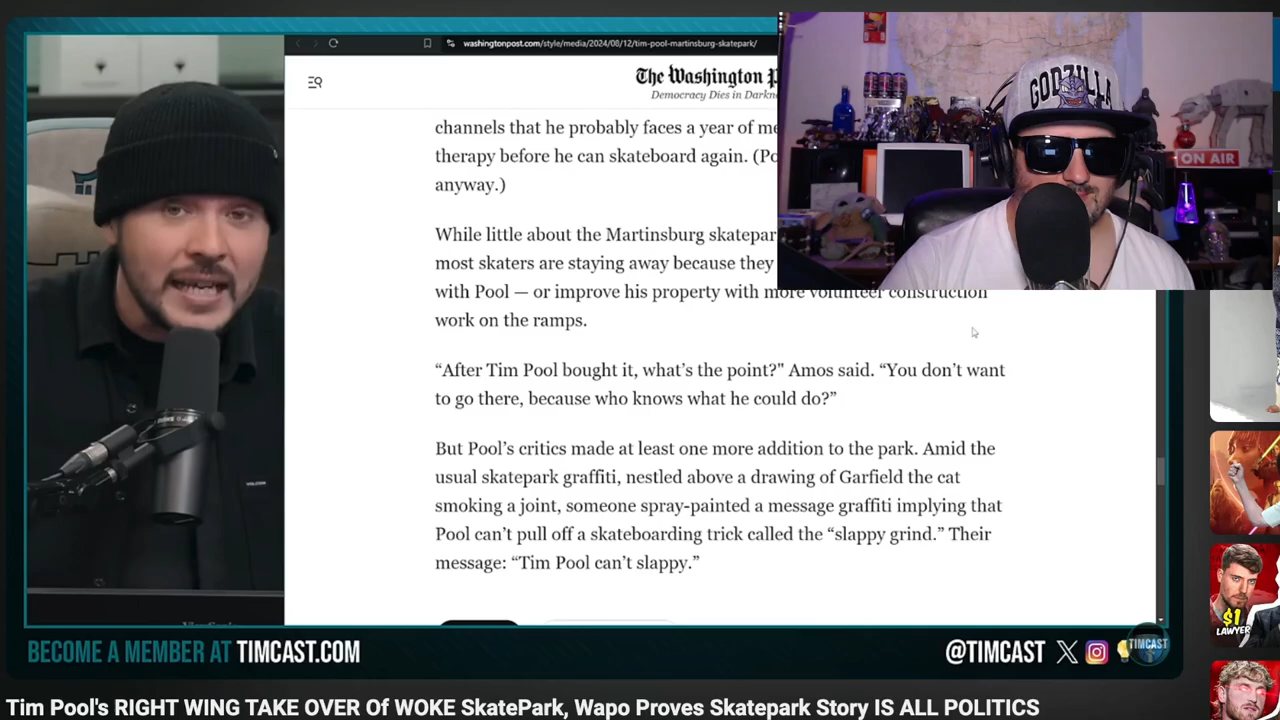 washingtonpost.com/style/media/2024/08/12/tim-pool-martinsburg-skatepark/
The Washington
Democracy Dies in
channels that he probably faces a year of
therapy before he can skateboard again.
anyway.)
While little about the Martinsburg
most skaters are staying away because they
with Pool — or improve his property with more volunteer construction
work on the ramps.
“After Tim Pool bought it, what’s the point?" Amos said. “You don’t want
to go there, because who knows what he could do?”
But Pool’s critics made at least one more addition to the park. Amid the
usual skatepark graffiti, nestled above a drawing of Garfield the cat
smoking a joint, someone spray-painted a message graffiti implying that
Pool can’t pull off a skateboarding trick called the “slappy grind.” Their
message: “Tim Pool can’t slappy.”
GODZILLA
ON AIR
VOLCOM
$1
LAWYER
BECOME A MEMBER AT TIMCAST.COM
@TIMCAST
TIMCAST
Tim Pool's RIGHT WING TAKE OVER Of WOKE SkatePark, Wapo Proves Skatepark Story IS ALL POLITICS